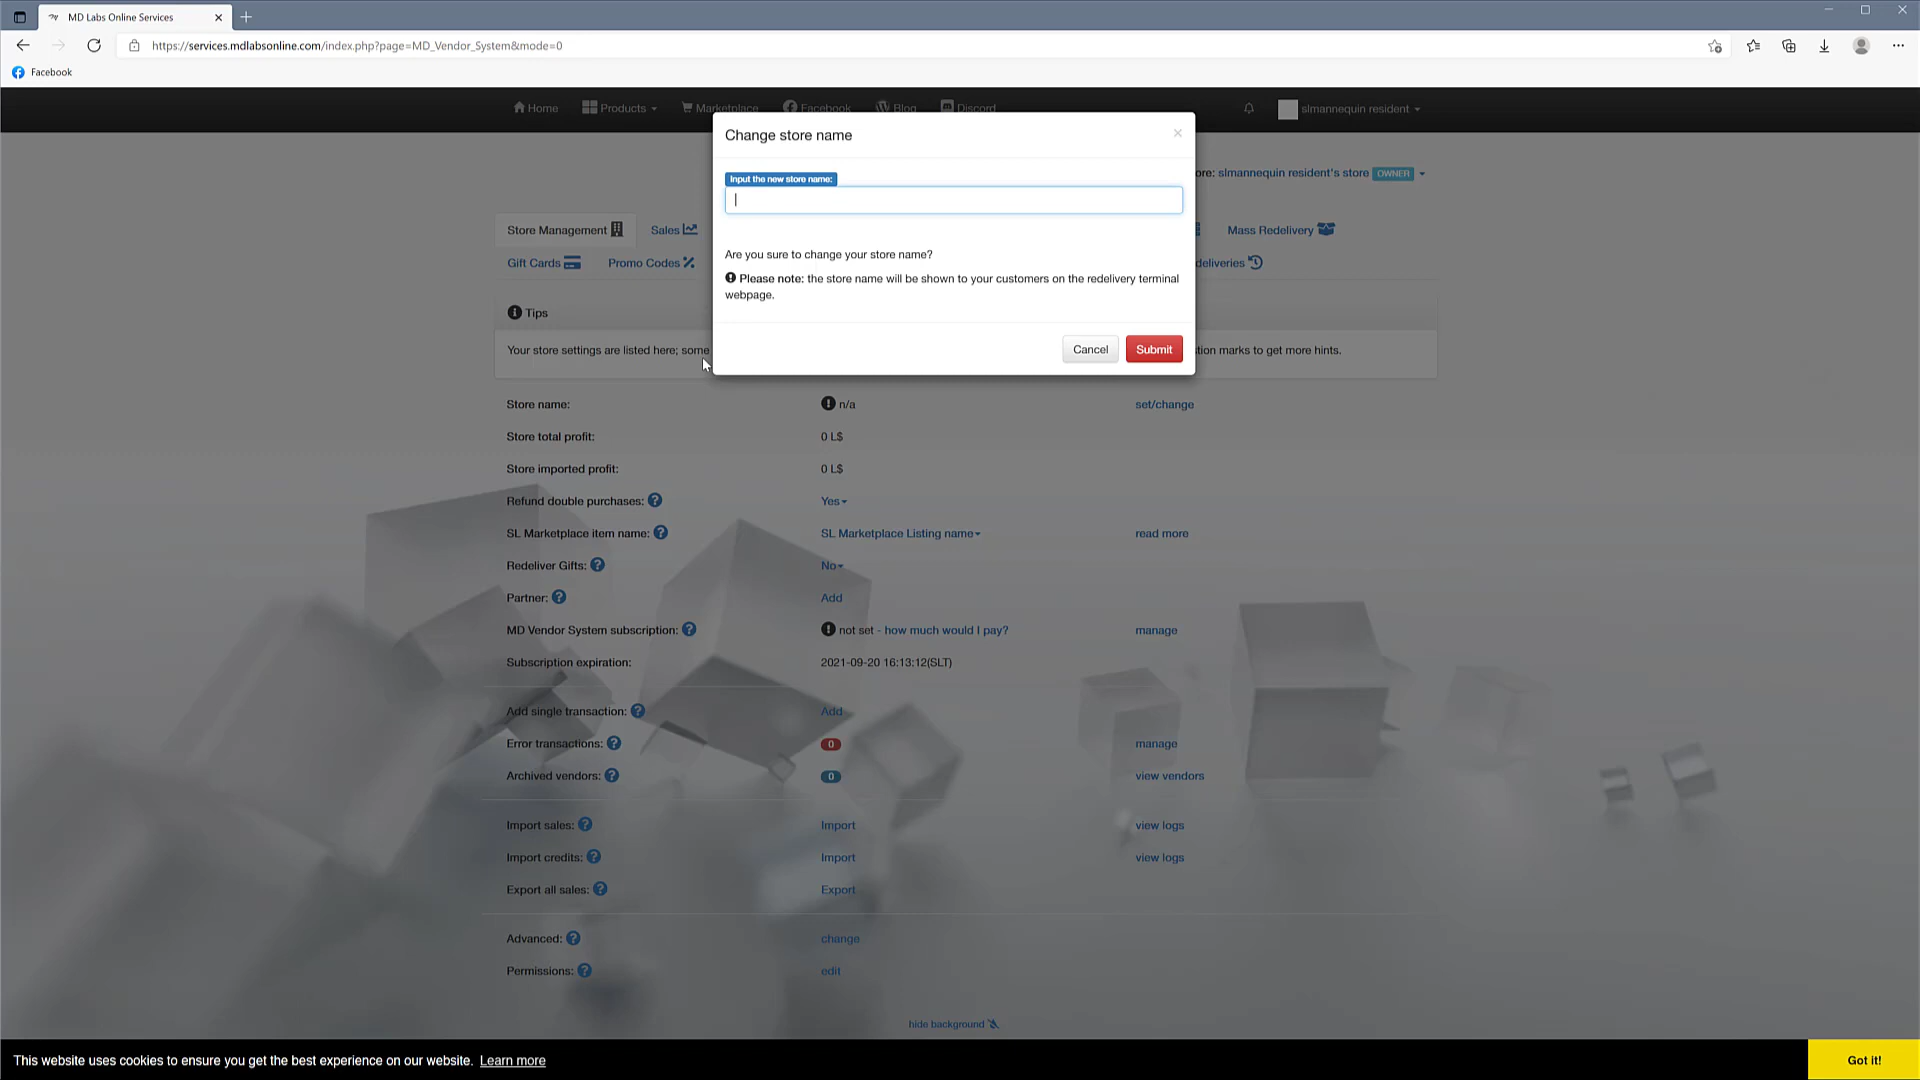 MD Labs Online Services
https://services.mdlabsonline.com/index.php?page=MD_Vendor_System&mode=0
Facebook
Home Products Marketplace Facebook Blog Discord slmannequin resident
Change store name
ore: slmannequin resident's store OWNER
Input the new store name:
Store Management Sales Mass Redelivery
Gift Cards Promo Codes deliveries
Are you sure to change your store name?
Please note: the store name will be shown to your customers on the redelivery terminal
webpage.
Tips
Cancel Submit
Your store settings are listed here; some tion marks to get more hints.
Store name: n/a set/change
Store total profit: 0 L$
Store imported profit: 0 L$
Refund double purchases: Yes
SL Marketplace item name: SL Marketplace Listing name read more
Redeliver Gifts: No
Partner: Add
MD Vendor System subscription: not set - how much would I pay? manage
Subscription expiration: 2021-09-20 16:13:12(SLT)
Add single transaction: Add
Error transactions: 0 manage
Archived vendors: 0 view vendors
Import sales: Import view logs
Import credits: Import view logs
Export all sales: Export
Advanced: change
Permissions: edit
hide background
This website uses cookies to ensure you get the best experience on our website. Learn more
Got it!